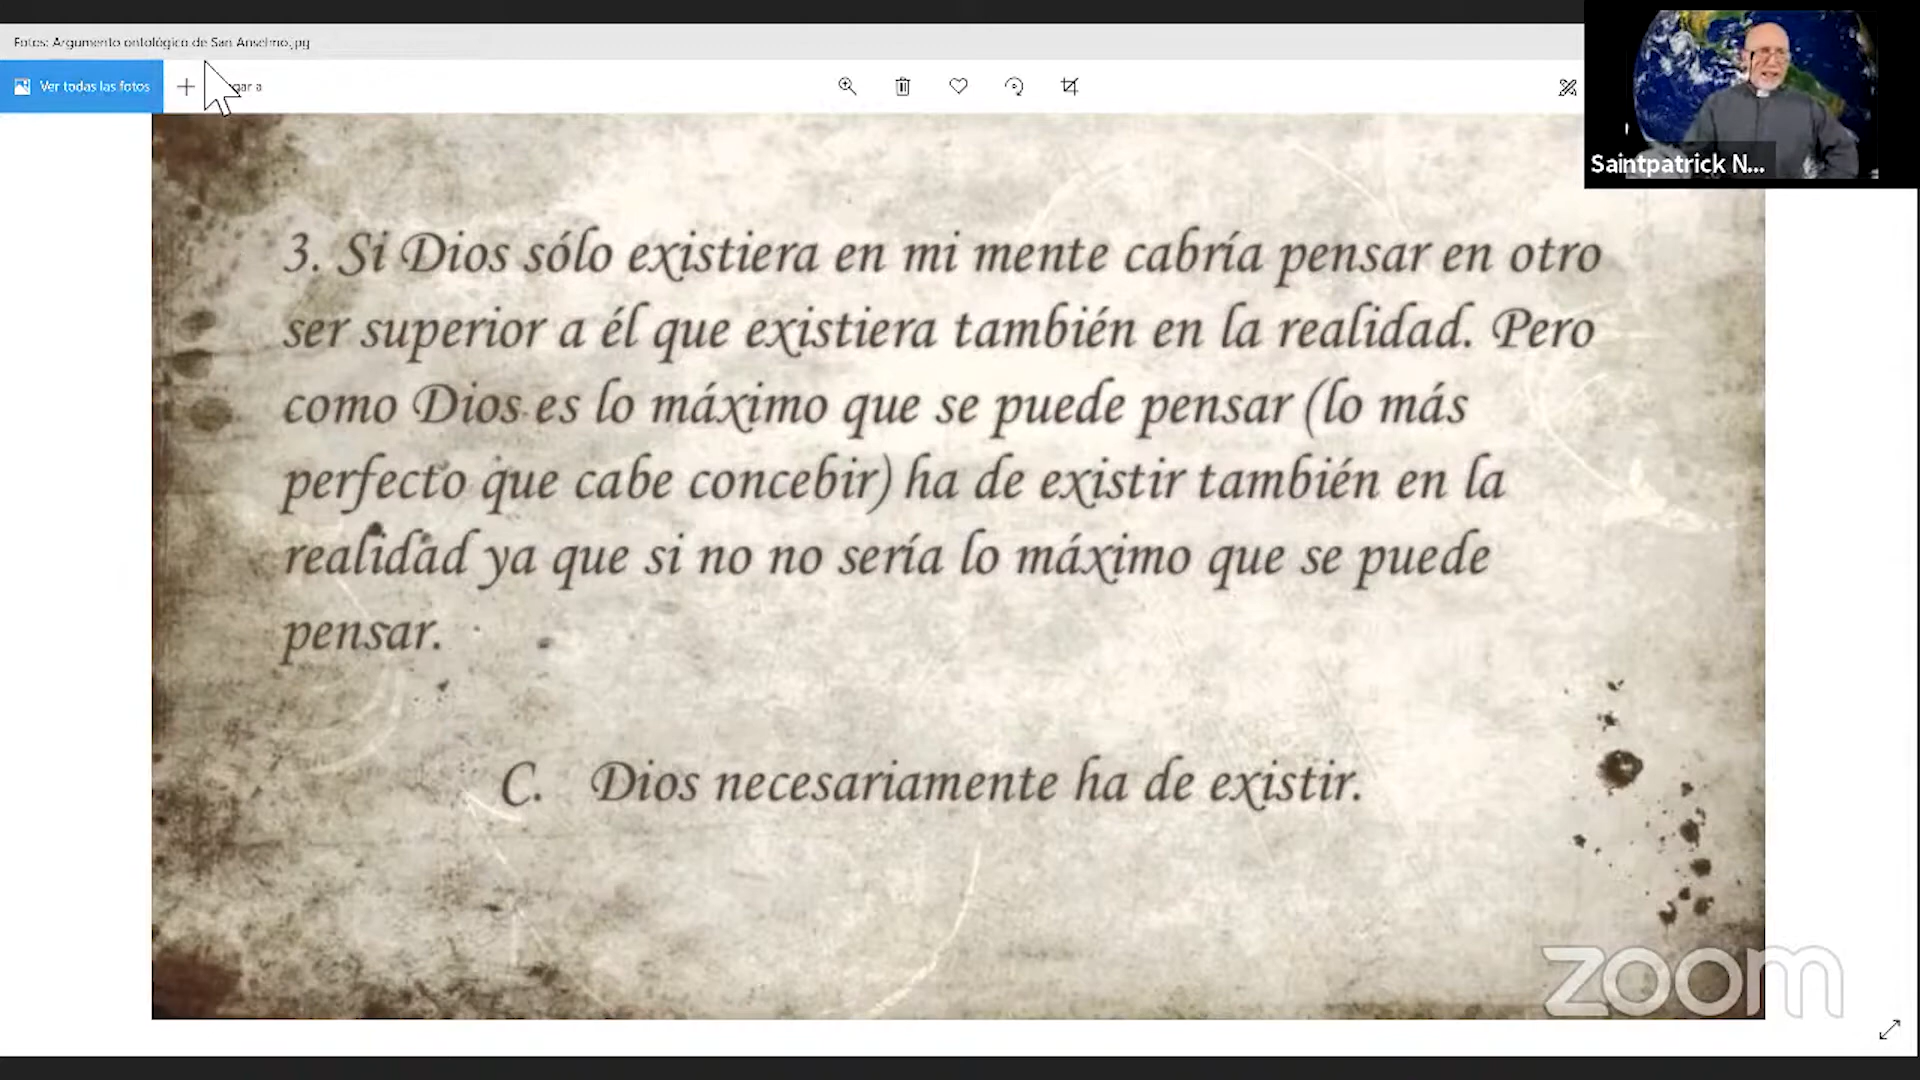 Fotos: Argumento ontológico de San Anselmo.jpg
Ver todas las fotos
gar a
Saintpatrick N...
3. Si Dios sólo existiera en mi mente cabría pensar en otro
ser superior a él que existiera también en la realidad. Pero
como Dios es lo máximo que se puede pensar (lo más
perfecto que cabe concebir) ha de existir también en la
realidad ya que si no no sería lo máximo que se puede
pensar.
C. Dios necesariamente ha de existir.
zoom